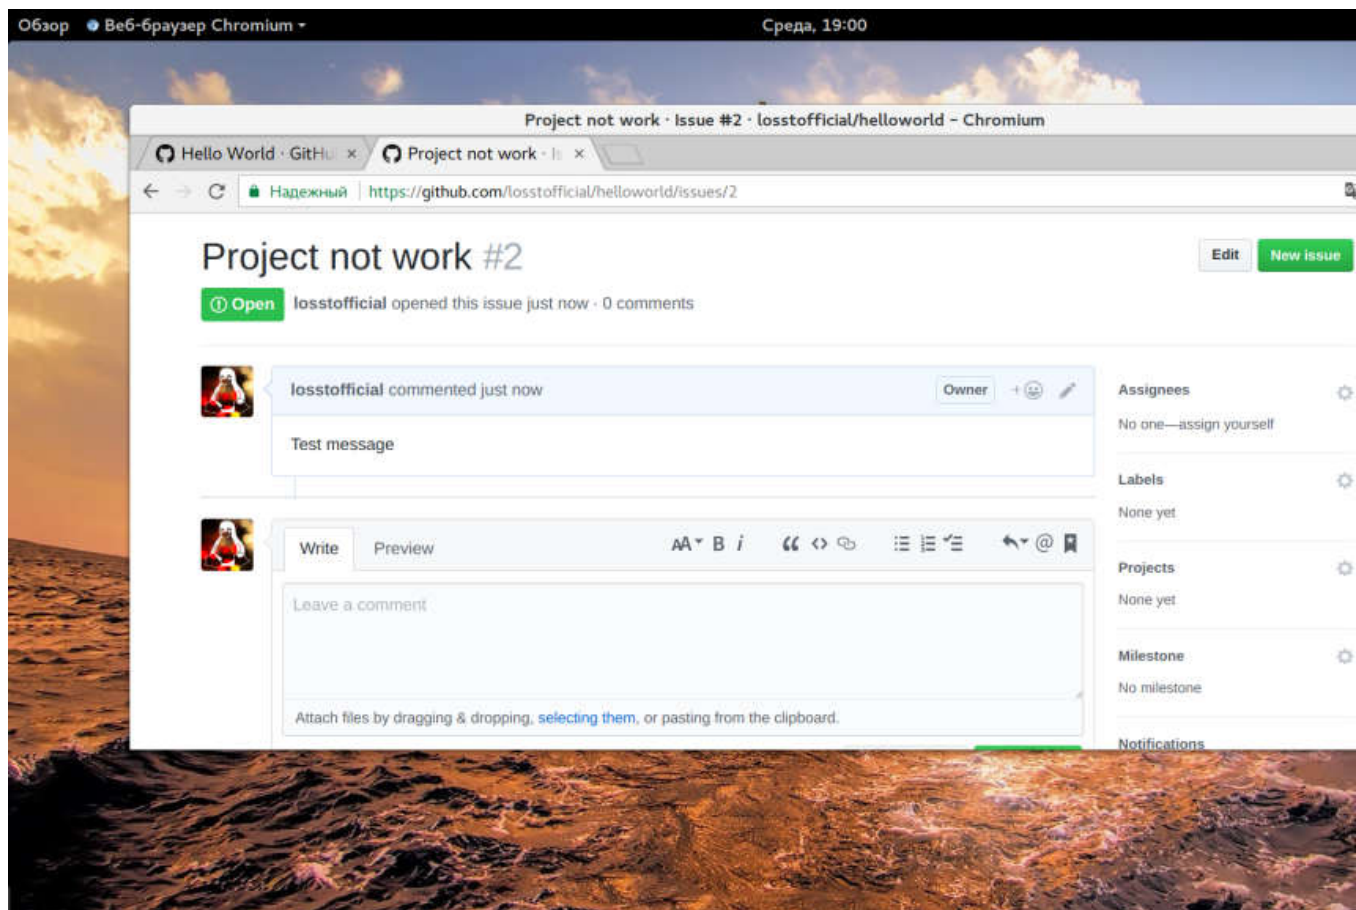 Обзор Веб-браузер Chromium Среда, 19:00
Project not work · Issue #2 · losstofficial/helloworld – Chromium
Hello World · GitHu × Project not work · Is ×
Надежный https://github.com/losstofficial/helloworld/issues/2
Project not work #2 Edit New issue
Open losstofficial opened this issue just now · 0 comments
losstofficial commented just now Owner
Test message
Assignees
No one—assign yourself
Labels
None yet
Write Preview AA B i @
Projects
None yet
Leave a comment
Milestone
No milestone
Attach files by dragging & dropping, selecting them, or pasting from the clipboard.
Notifications